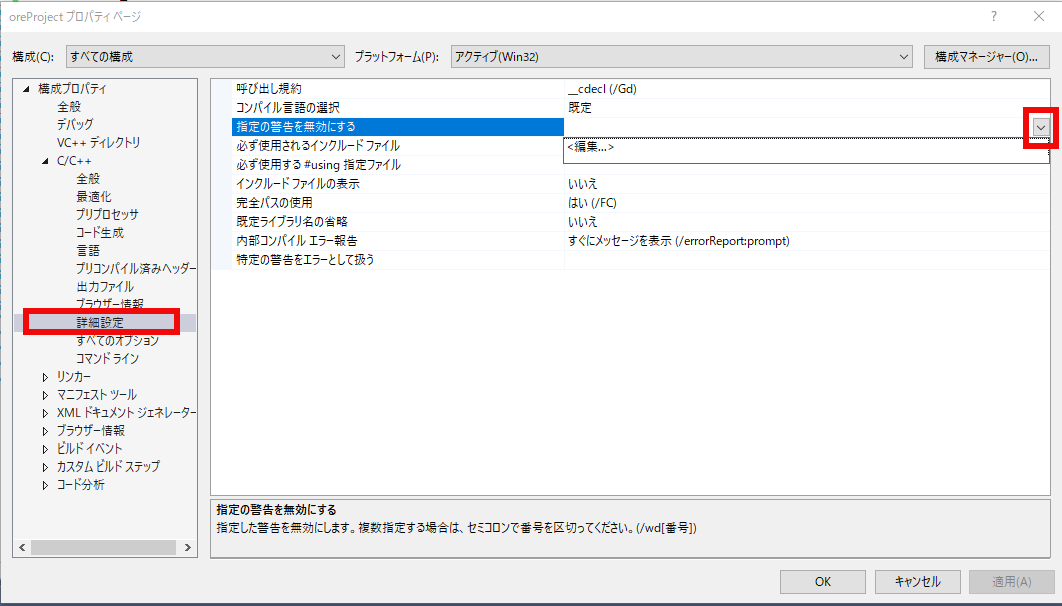 oreProject プロパティ ページ
?
構成(C): すべての構成 プラットフォーム(P): アクティブ(Win32) 構成マネージャー(O)...
構成プロパティ
全般
デバッグ
VC++ ディレクトリ
C/C++
全般
最適化
プリプロセッサ
コード生成
言語
プリコンパイル済みヘッダー
出力ファイル
ブラウザー情報
詳細設定
すべてのオプション
コマンド ライン
リンカー
マニフェスト ツール
XML ドキュメント ジェネレーター
ブラウザー情報
ビルド イベント
カスタム ビルド ステップ
コード分析
呼び出し規約 __cdecl (/Gd)
コンパイル言語の選択 既定
指定の警告を無効にする
<編集...>
必ず使用されるインクルード ファイル
必ず使用する #using 指定ファイル
インクルード ファイルの表示 いいえ
完全パスの使用 はい (/FC)
既定ライブラリ名の省略 いいえ
内部コンパイル エラー報告 すぐにメッセージを表示 (/errorReport:prompt)
特定の警告をエラーとして扱う
指定の警告を無効にする
指定した警告を無効にします。複数指定する場合は、セミコロンで番号を区切ってください。(/wd[番号])
OK キャンセル 適用(A)